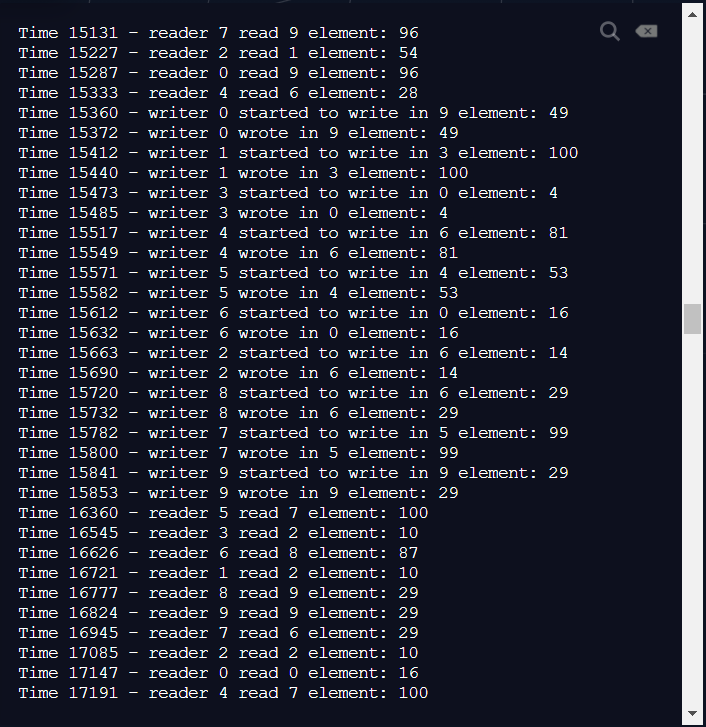 Time 15131 - reader 7 read 9 element: 96
Time 15227 - reader 2 read 1 element: 54
Time 15287 - reader 0 read 9 element: 96
Time 15333 - reader 4 read 6 element: 28
Time 15360 - writer 0 started to write in 9 element: 49
Time 15372 - writer 0 wrote in 9 element: 49
Time 15412 - writer 1 started to write in 3 element: 100
Time 15440 - writer 1 wrote in 3 element: 100
Time 15473 - writer 3 started to write in 0 element: 4
Time 15485 - writer 3 wrote in 0 element: 4
Time 15517 - writer 4 started to write in 6 element: 81
Time 15549 - writer 4 wrote in 6 element: 81
Time 15571 - writer 5 started to write in 4 element: 53
Time 15582 - writer 5 wrote in 4 element: 53
Time 15612 - writer 6 started to write in 0 element: 16
Time 15632 - writer 6 wrote in 0 element: 16
Time 15663 - writer 2 started to write in 6 element: 14
Time 15690 - writer 2 wrote in 6 element: 14
Time 15720 - writer 8 started to write in 6 element: 29
Time 15732 - writer 8 wrote in 6 element: 29
Time 15782 - writer 7 started to write in 5 element: 99
Time 15800 - writer 7 wrote in 5 element: 99
Time 15841 - writer 9 started to write in 9 element: 29
Time 15853 - writer 9 wrote in 9 element: 29
Time 16360 - reader 5 read 7 element: 100
Time 16545 - reader 3 read 2 element: 10
Time 16626 - reader 6 read 8 element: 87
Time 16721 - reader 1 read 2 element: 10
Time 16777 - reader 8 read 9 element: 29
Time 16824 - reader 9 read 9 element: 29
Time 16945 - reader 7 read 6 element: 29
Time 17085 - reader 2 read 2 element: 10
Time 17147 - reader 0 read 0 element: 16
Time 17191 - reader 4 read 7 element: 100